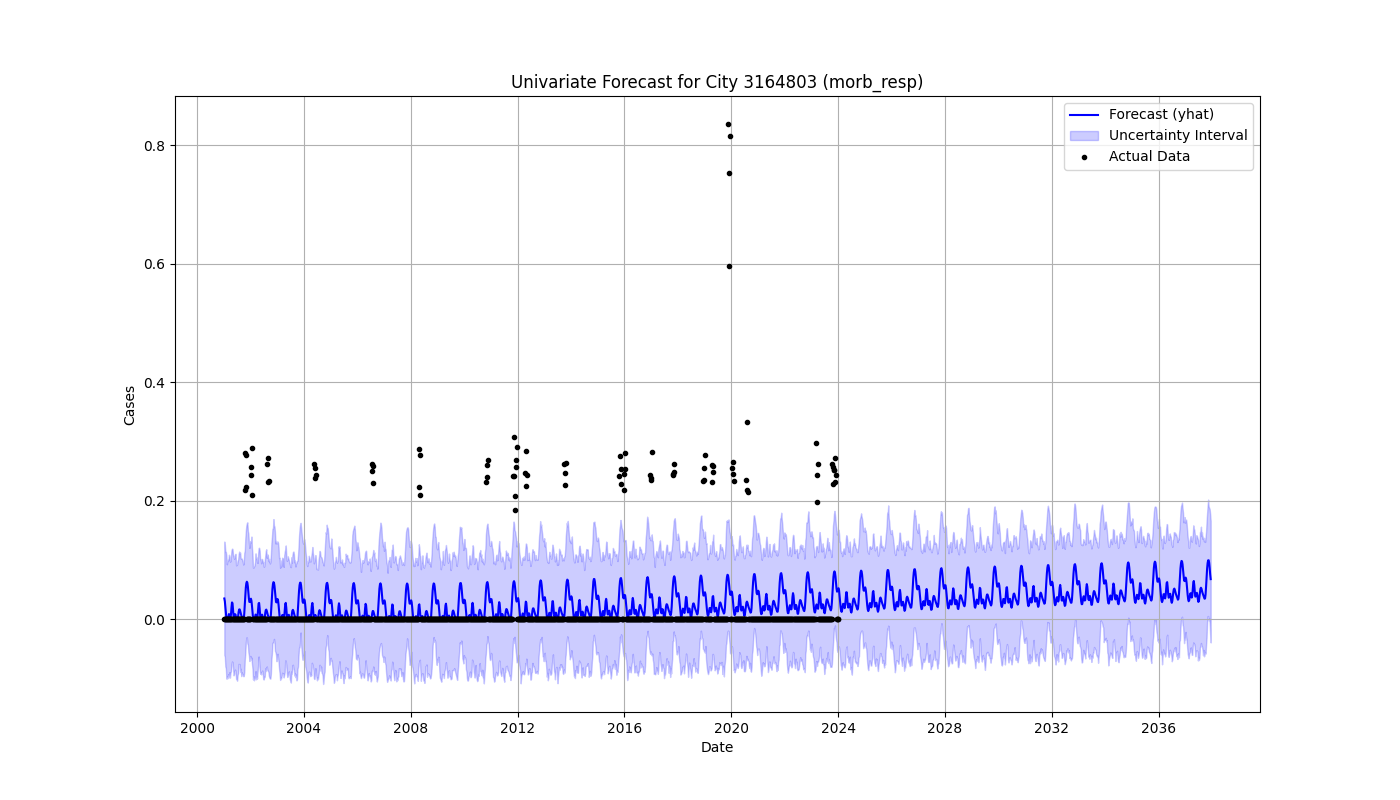 Univariate Forecast for City 3164803 (morb_resp)
Forecast (yhat)
Uncertainty Interval
Actual Data
Cases
0.8
0.6
0.4
0.2
0.0
2000 2004 2008 2012 2016 2020 2024 2028 2032 2036
Date